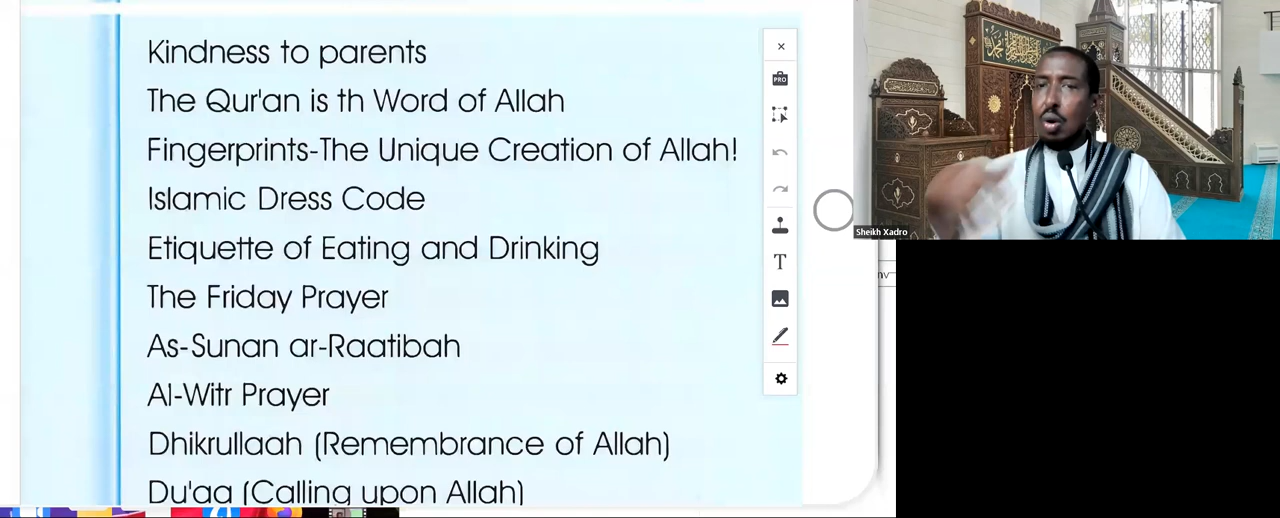 Kindness to parents
The Qur'an is th Word of Allah
Fingerprints-The Unique Creation of Allah!
Islamic Dress Code
Etiquette of Eating and Drinking
The Friday Prayer
As-Sunan ar-Raatibah
Al-Witr Prayer
Dhikrullaah (Remembrance of Allah)
Du'aa (Calling upon Allah)
PRO
T
Sheikh Xadro